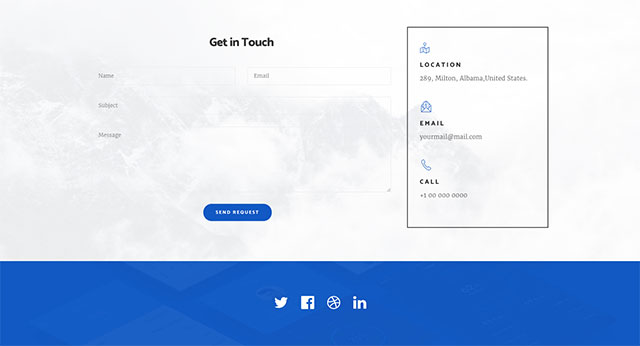 Get in Touch
Name
Email
Subject
Message
SEND REQUEST
LOCATION
289, Milton, Albama,United States.
EMAIL
yourmail@mail.com
CALL
+1 00 000 0000